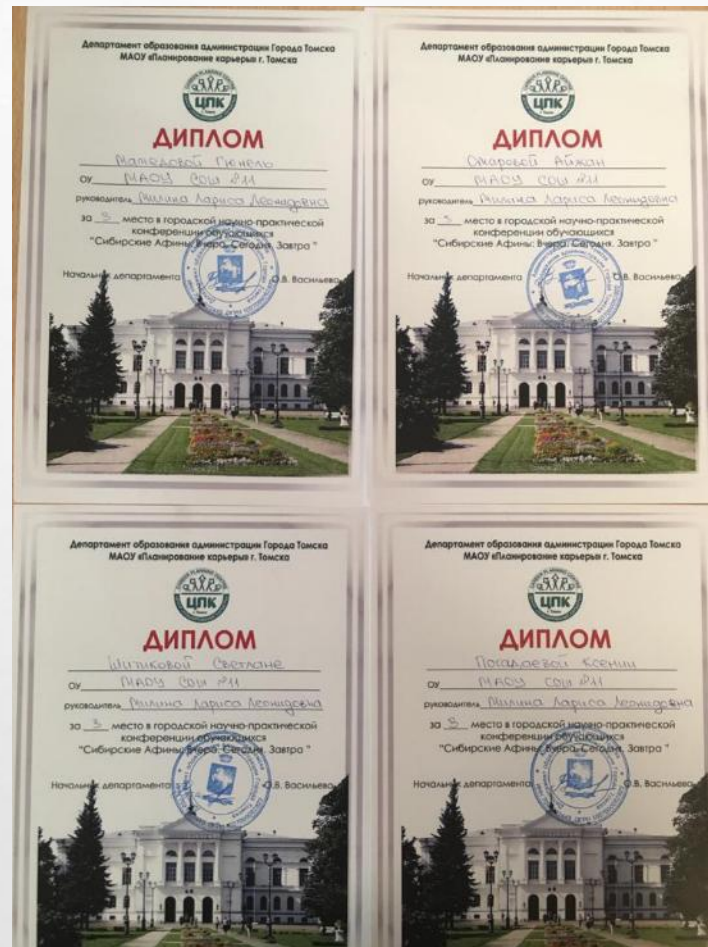 Департамент образования администрации Города Томска
МАОУ «Планирование карьеры» г. Томска
ЦПК
ДИПЛОМ
Мамедовой Гюнель
ОУ МАОУ СОШ №11
руководитель Милина Лариса Леонидовна
за 3 место в городской научно-практической
конференции обучающихся
"Сибирские Афины: Вчера. Сегодня. Завтра "
Начальник департамента О.В. Васильева
Департамент образования администрации Города Томска
МАОУ «Планирование карьеры» г. Томска
ЦПК
ДИПЛОМ
Омаровой Айжан
ОУ МАОУ СОШ №11
руководитель Милина Лариса Леонидовна
за 3 место в городской научно-практической
конференции обучающихся
"Сибирские Афины: Вчера. Сегодня. Завтра "
Начальник департамента О.В. Васильева
Департамент образования администрации Города Томска
МАОУ «Планирование карьеры» г. Томска
ЦПК
ДИПЛОМ
Шитиковой Светлане
ОУ МАОУ СОШ №11
руководитель Милина Лариса Леонидовна
за 3 место в городской научно-практической
конференции обучающихся
"Сибирские Афины: Вчера. Сегодня. Завтра "
Начальник департамента О.В. Васильева
Департамент образования администрации Города Томска
МАОУ «Планирование карьеры» г. Томска
ЦПК
ДИПЛОМ
Посадаевой Ксении
ОУ МАОУ СОШ №11
руководитель Милина Лариса Леонидовна
за 3 место в городской научно-практической
конференции обучающихся
"Сибирские Афины: Вчера. Сегодня. Завтра "
Начальник департамента О.В. Васильева